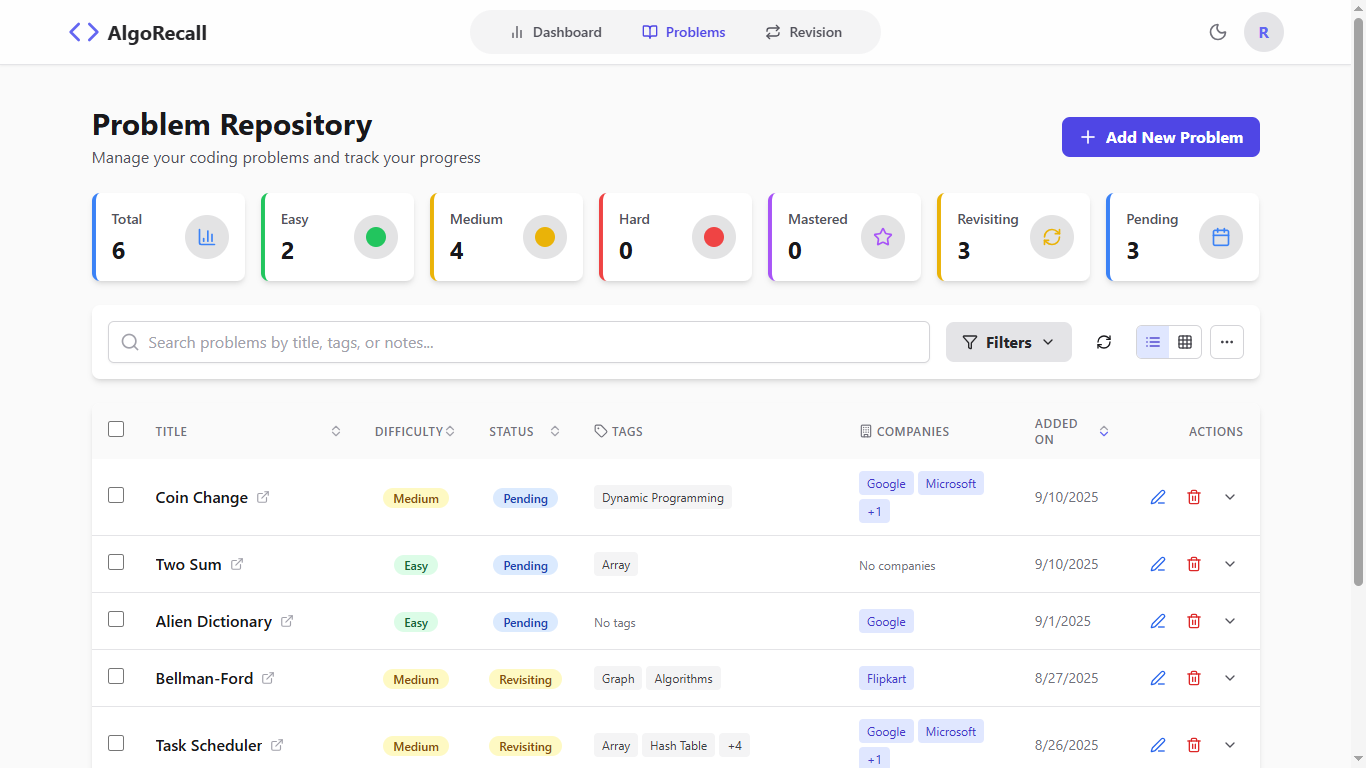 AlgoRecall
Dashboard
Problems
Revision
R
Problem Repository
Manage your coding problems and track your progress
Add New Problem
Total
6
Easy
2
Medium
4
Hard
0
Mastered
0
Revisiting
3
Pending
3
Search problems by title, tags, or notes...
Filters
TITLE DIFFICULTY STATUS TAGS COMPANIES ADDED ON ACTIONS
Coin Change Medium Pending Dynamic Programming Google Microsoft +1 9/10/2025
Two Sum Easy Pending Array No companies 9/10/2025
Alien Dictionary Easy Pending No tags Google 9/1/2025
Bellman-Ford Medium Revisiting Graph Algorithms Flipkart 8/27/2025
Task Scheduler Medium Revisiting Array Hash Table +4 Google Microsoft +1 8/26/2025